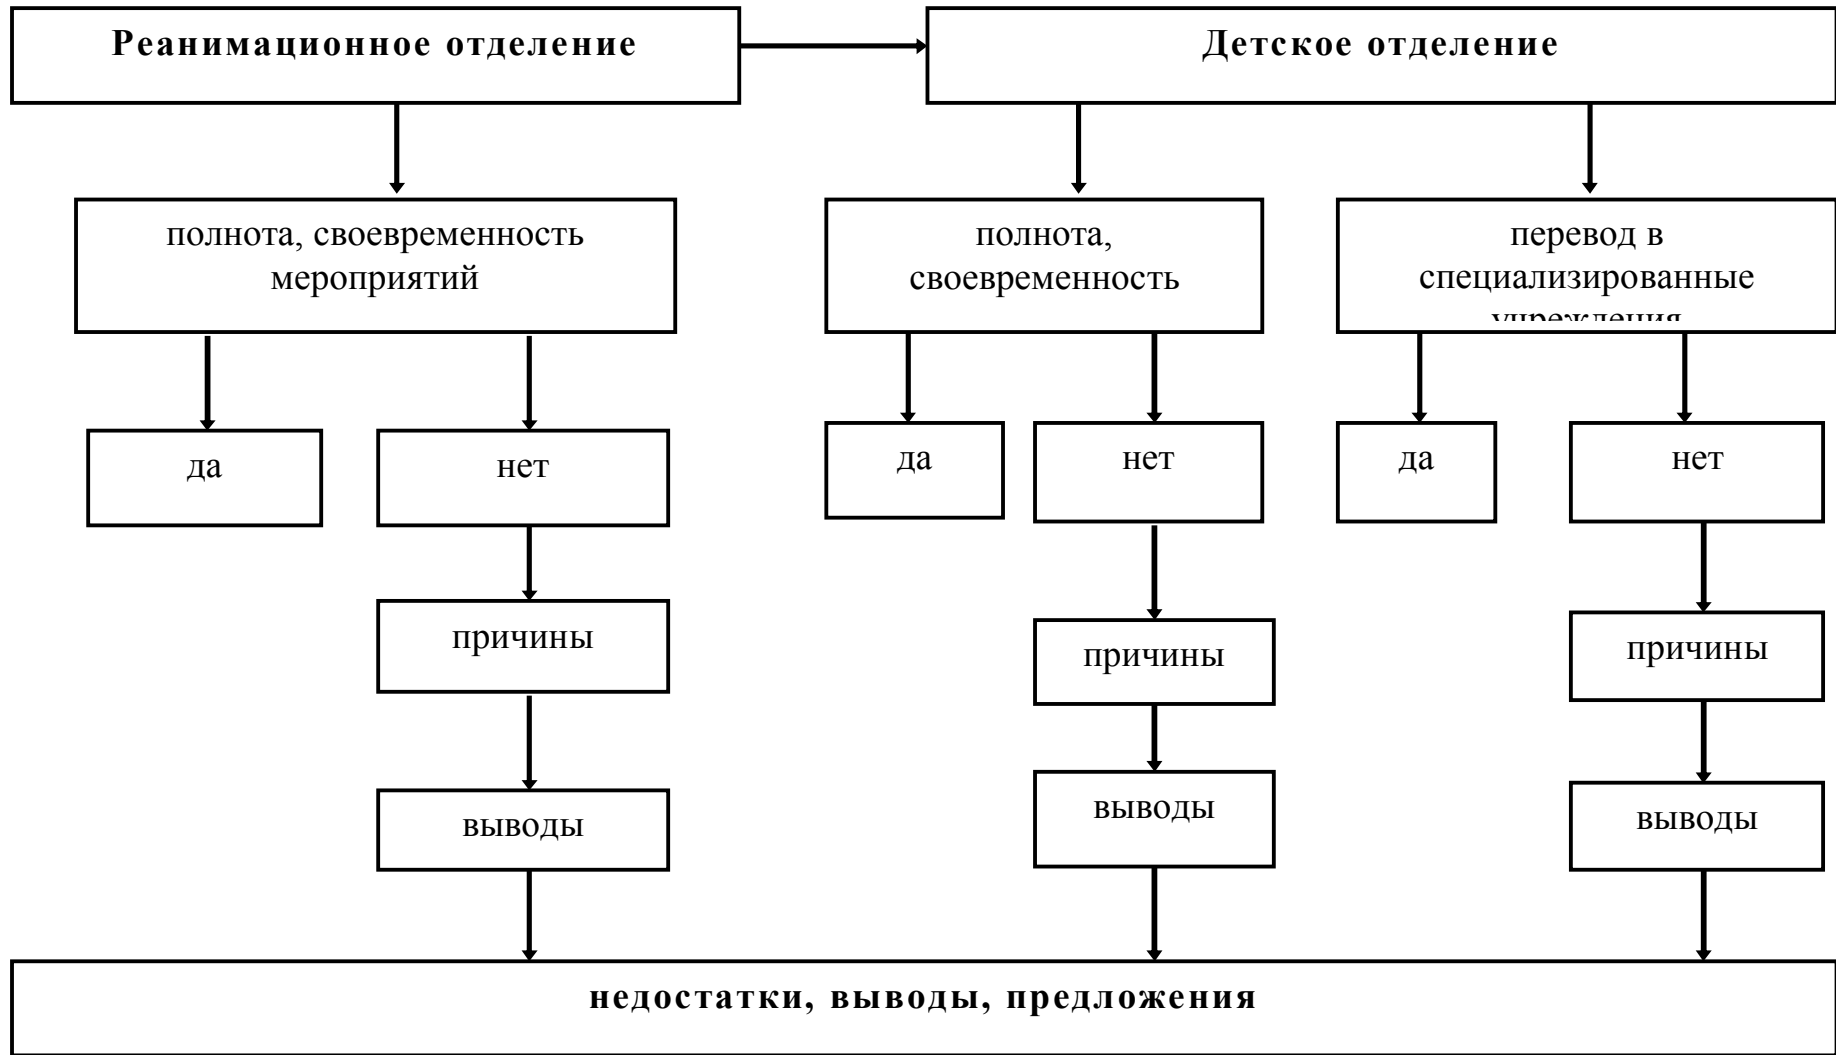 Реанимационное отделение
Детское отделение
полнота, своевременность
мероприятий
полнота,
своевременность
перевод в
специализированные
учреждения
да
нет
да
нет
да
нет
причины
причины
причины
выводы
выводы
выводы
недостатки, выводы, предложения